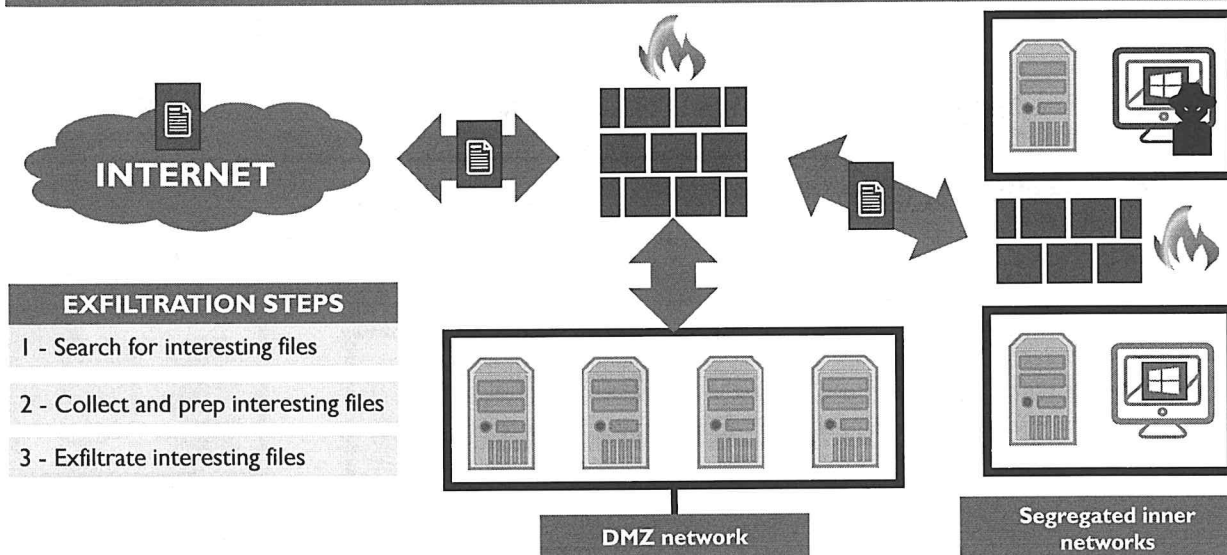 INTERNET
EXFILTRATION STEPS
1 - Search for interesting files
2 - Collect and prep interesting files
3 - Exfiltrate interesting files
DMZ network
Segregated inner
networks